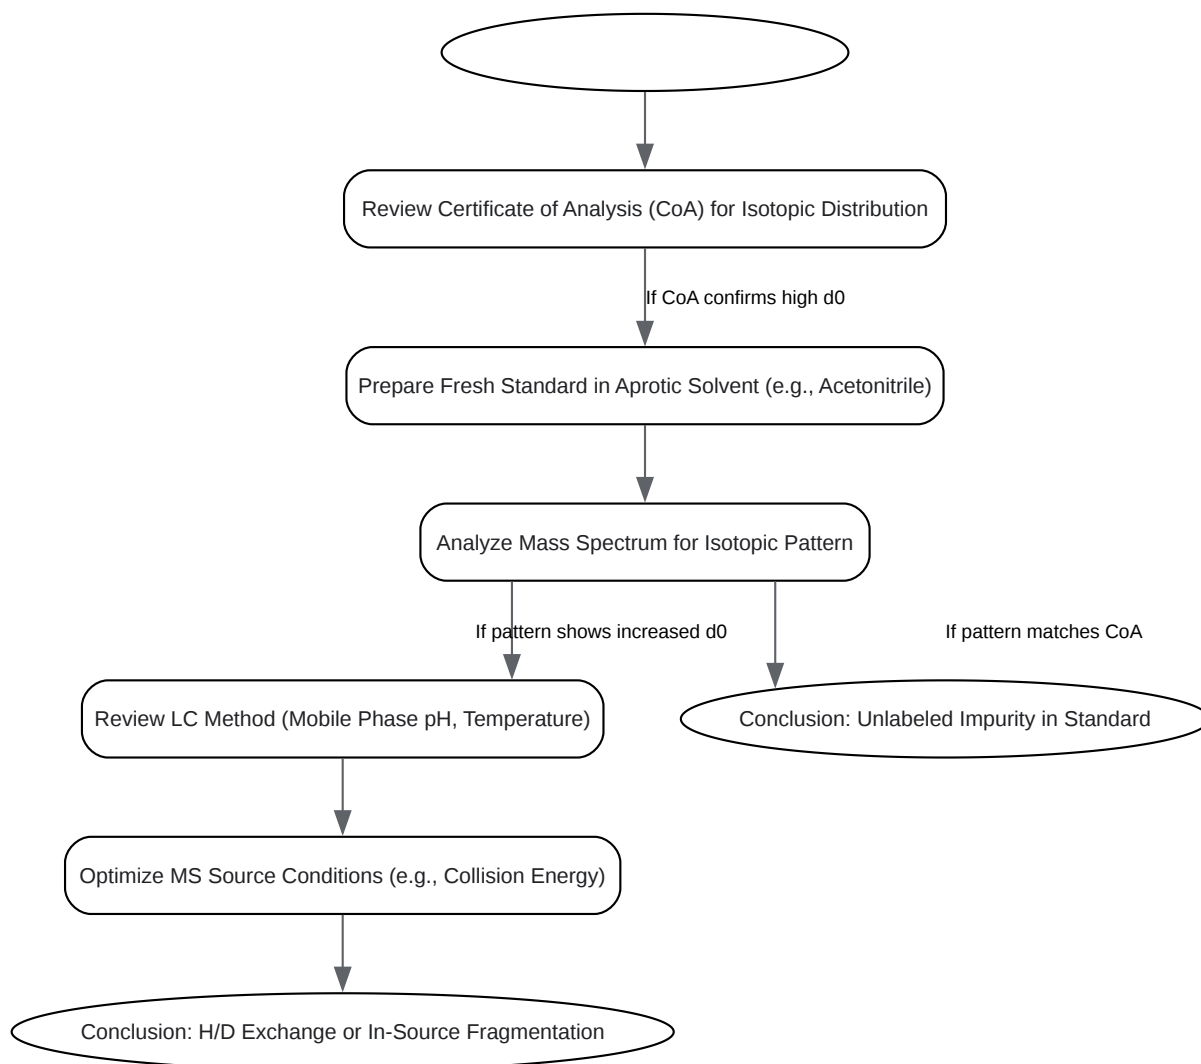 Review Certificate of Analysis (CoA) for Isotopic Distribution
If CoA confirms high d0
Prepare Fresh Standard in Aprotic Solvent (e.g., Acetonitrile)
Analyze Mass Spectrum for Isotopic Pattern
If pattern shows increased d0
If pattern matches CoA
Review LC Method (Mobile Phase pH, Temperature)
Conclusion: Unlabeled Impurity in Standard
Optimize MS Source Conditions (e.g., Collision Energy)
Conclusion: H/D Exchange or In-Source Fragmentation